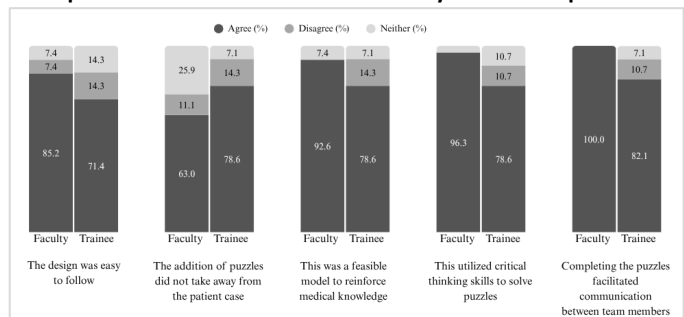 Agree (%) Disagree (%) Neither (%)
7.4 14.3 25.9 7.1 7.4 7.1 10.7 7.1
7.4 14.3 11.1 14.3 14.3 10.7 10.7
85.2 71.4 63.0 78.6 92.6 78.6 96.3 78.6 100.0 82.1
Faculty Trainee Faculty Trainee Faculty Trainee Faculty Trainee Faculty Trainee
The design was easy
to follow
The addition of puzzles
did not take away from
the patient case
This was a feasible
model to reinforce
medical knowledge
This utilized critical
thinking skills to solve
puzzles
Completing the puzzles
facilitated
communication
between team members